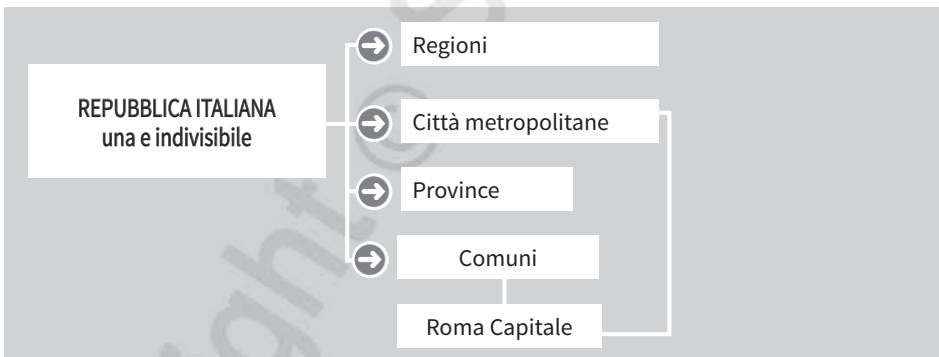 REPUBBLICA ITALIANA
una e indivisibile
Regioni
Città metropolitane
Province
Comuni
Roma Capitale